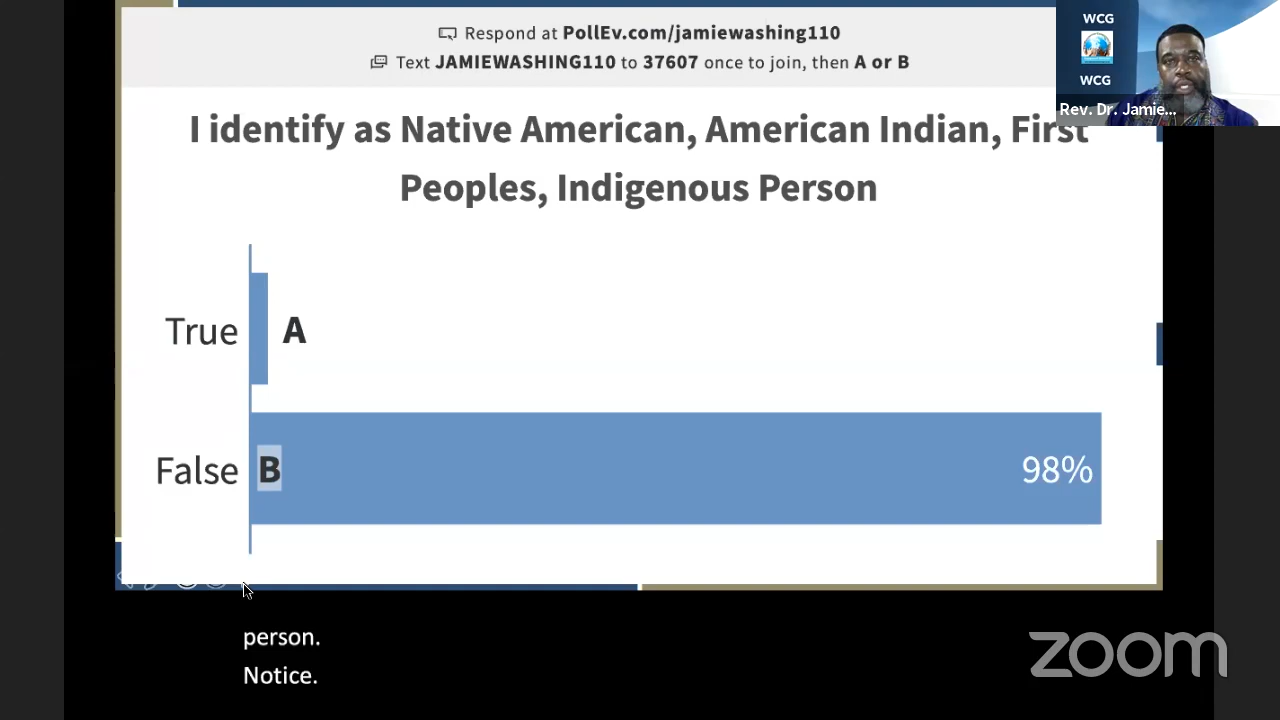 Respond at PollEv.com/jamiewashing110
Text JAMIEWASHING110 to 37607 once to join, then A or B
WCG
WCG
Rev. Dr. Jamie...
I identify as Native American, American Indian, First
Peoples, Indigenous Person
True A
False B 98%
person.
Notice.
zoom